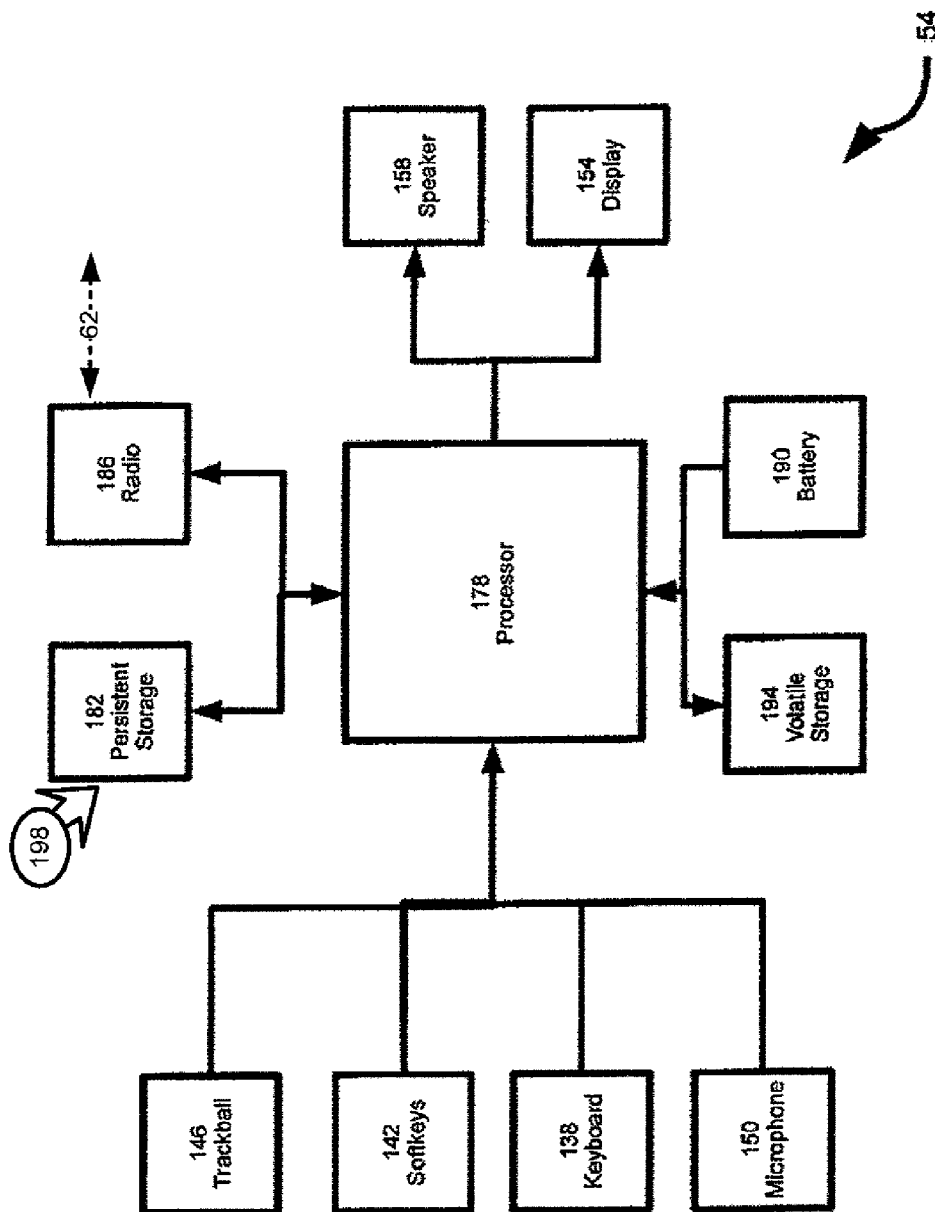 146
Trackball
142
Softkeys
138
Keyboard
150
Microphone
198
182
Persistent
Storage
186
Radio
62
178
Processor
194
Volatile
Storage
190
Battery
158
Speaker
154
Display
54